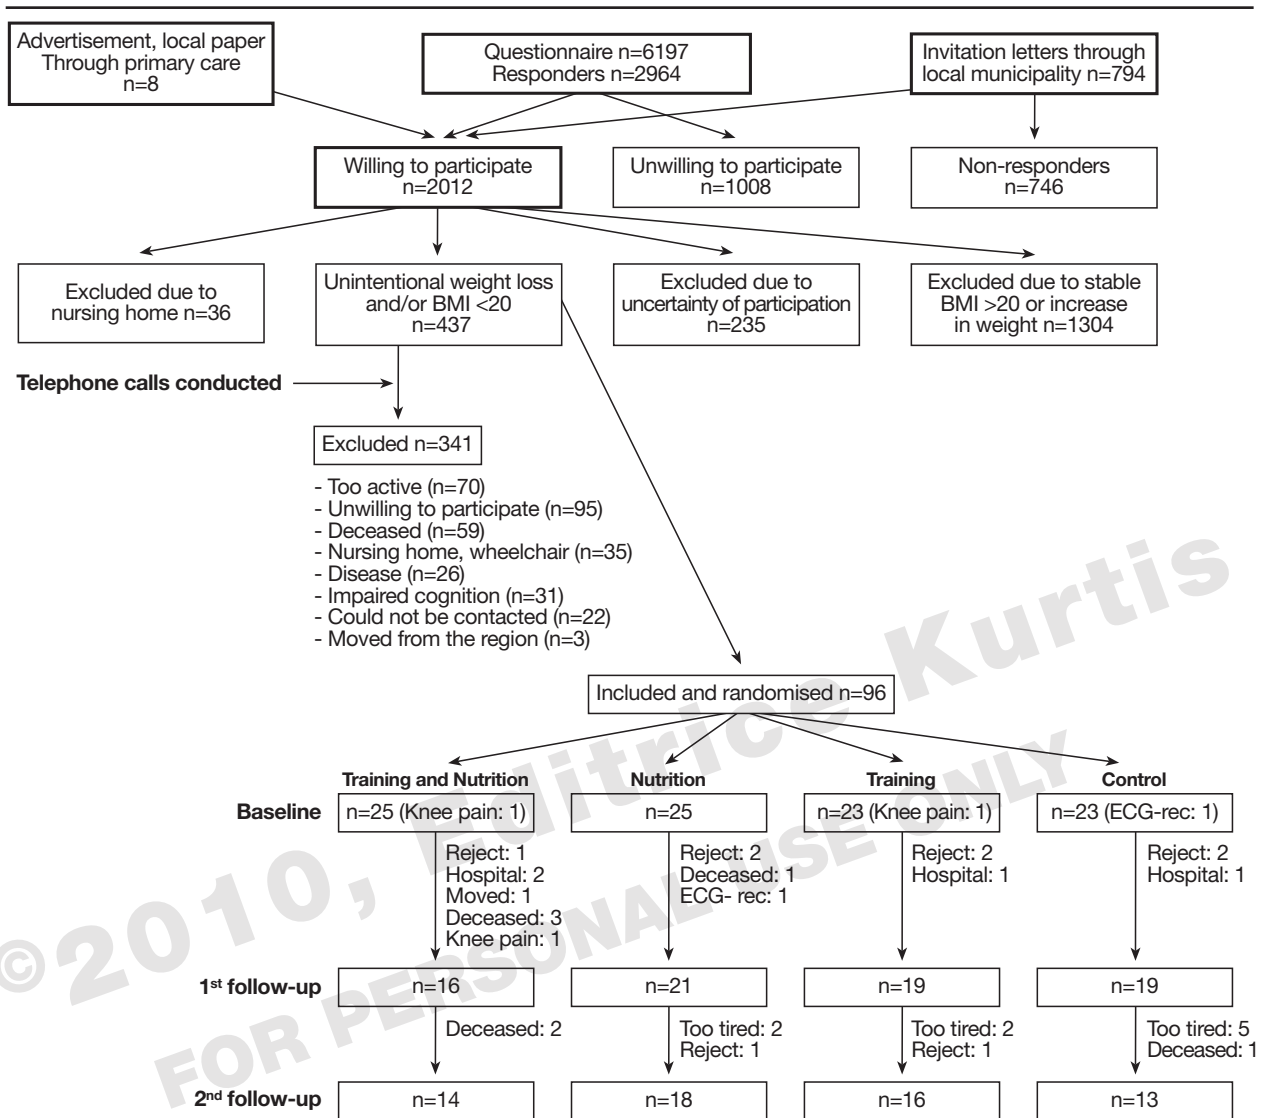 Advertisement, local paper
Through primary care
n=8
Questionnaire n=6197
Responders n=2964
Invitation letters through
local municipality n=794
Willing to participate
n=2012
Unwilling to participate
n=1008
Non-responders
n=746
Excluded due to
nursing home n=36
Unintentional weight loss
and/or BMI <20
n=437
Excluded due to
uncertainty of participation
n=235
Excluded due to stable
BMI >20 or increase
in weight n=1304
Telephone calls conducted
Excluded n=341
- Too active (n=70)
- Unwilling to participate (n=95)
- Deceased (n=59)
- Nursing home, wheelchair (n=35)
- Disease (n=26)
- Impaired cognition (n=31)
- Could not be contacted (n=22)
- Moved from the region (n=3)
Included and randomised n=96
Training and Nutrition
Nutrition
Training
Control
Baseline
n=25 (Knee pain: 1)
n=25
n=23 (Knee pain: 1)
n=23 (ECG-rec: 1)
Reject: 1
Hospital: 2
Moved: 1
Deceased: 3
Knee pain: 1
Reject: 2
Deceased: 1
ECG- rec: 1
Reject: 2
Hospital: 1
Reject: 2
Hospital: 1
1st follow-up
n=16
n=21
n=19
n=19
Deceased: 2
Too tired: 2
Reject: 1
Too tired: 2
Reject: 1
Too tired: 5
Deceased: 1
2nd follow-up
n=14
n=18
n=16
n=13
©2010, Editrice Kurtis
FOR PERSONAL USE ONLY